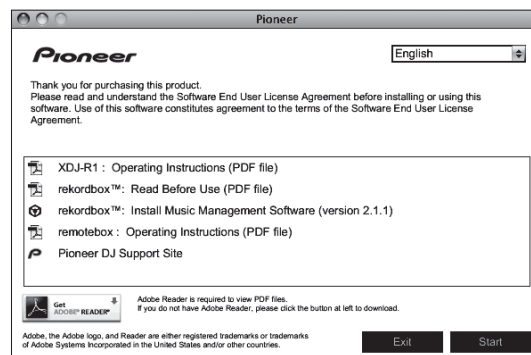 Pioneer
Pioneer
English
Thank you for purchasing this product.
Please read and understand the Software End User License Agreement before installing or using this
software. Use of this software constitutes agreement to the terms of the Software End User License
Agreement.
XDJ-R1 : Operating Instructions (PDF file)
rekordbox™: Read Before Use (PDF file)
rekordbox™: Install Music Management Software (version 2.1.1)
remotebox : Operating Instructions (PDF file)
Pioneer DJ Support Site
Get
ADOBE® READER®
Adobe Reader is required to view PDF files.
If you do not have Adobe Reader, please click the button at left to download.
Adobe, the Adobe logo, and Reader are either registered trademarks or trademarks
of Adobe Systems Incorporated in the United States and/or other countries.
Exit
Start